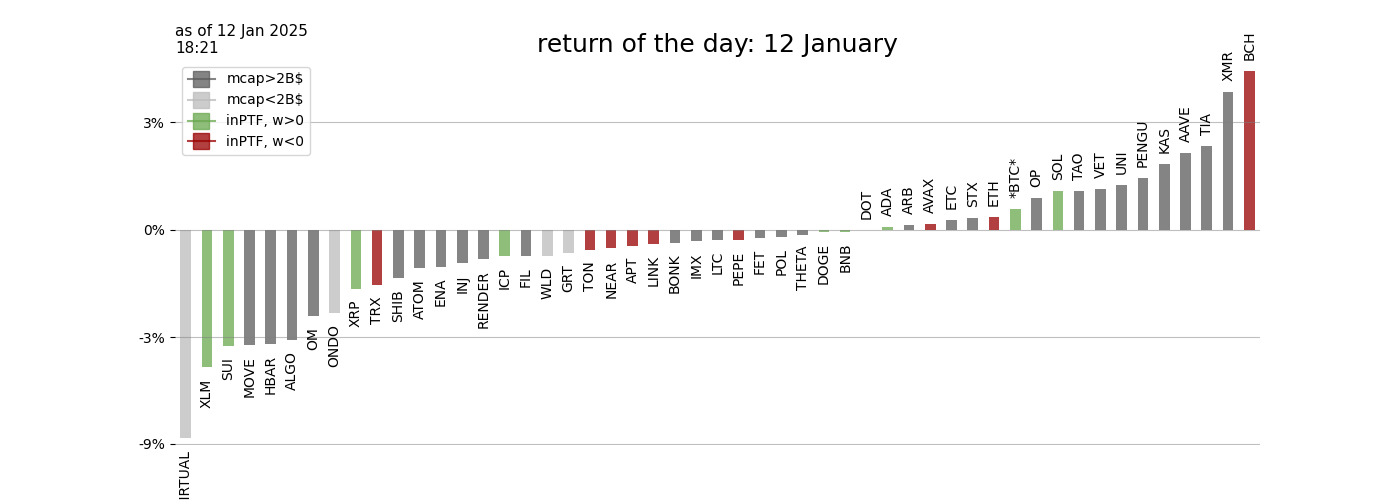 as of 12 Jan 2025
18:21
return of the day: 12 January
mcap>2B$
mcap<2B$
inPTF, w>0
inPTF, w<0
3%
0%
-3%
-9%
IRTUAL
XLM
SUI
MOVE
HBAR
ALGO
OM
ONDO
XRP
TRX
SHIB
ATOM
ENA
INJ
RENDER
ICP
FIL
WLD
GRT
TON
NEAR
APT
LINK
BONK
IMX
LTC
PEPE
FET
POL
THETA
DOGE
BNB
DOT
ADA
ARB
AVAX
ETC
STX
ETH
*BTC*
OP
SOL
TAO
VET
UNI
PENGU
KAS
AAVE
TIA
XMR
BCH